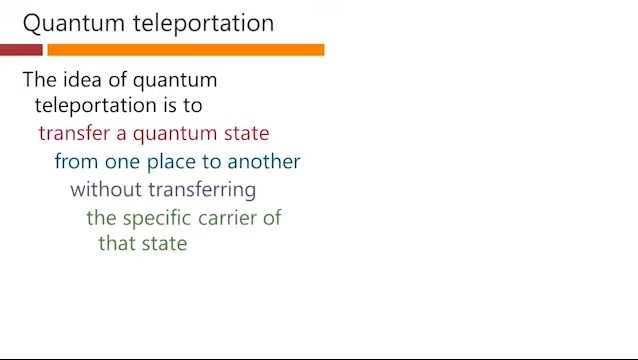 Quantum teleportation
The idea of quantum
teleportation is to
transfer a quantum state
from one place to another
without transferring
the specific carrier of
that state